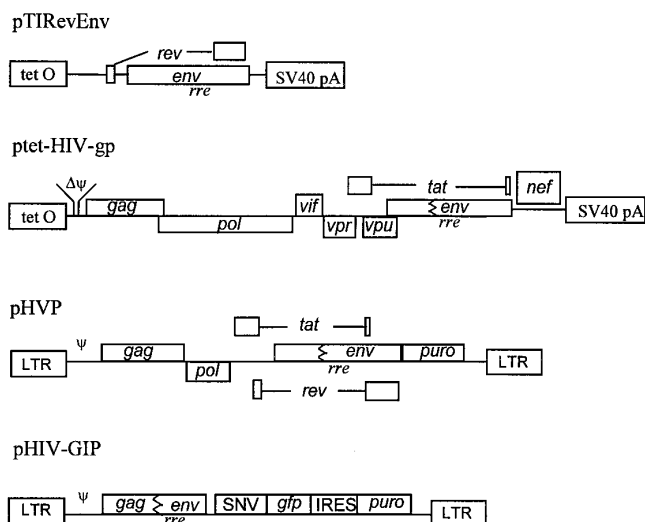 pTIRevEnv
rev
tet O env SV40 pA
rre
ptet-HIV-gp
Δψ tat nef
gag vif env
tet O SV40 pA
pol vpr vpu rre
pHVP
tat
ψ gag env puro
LTR LTR
pol rre
rev
pHIV-GIP
ψ
LTR gag env SNV gfp IRES puro LTR
rre